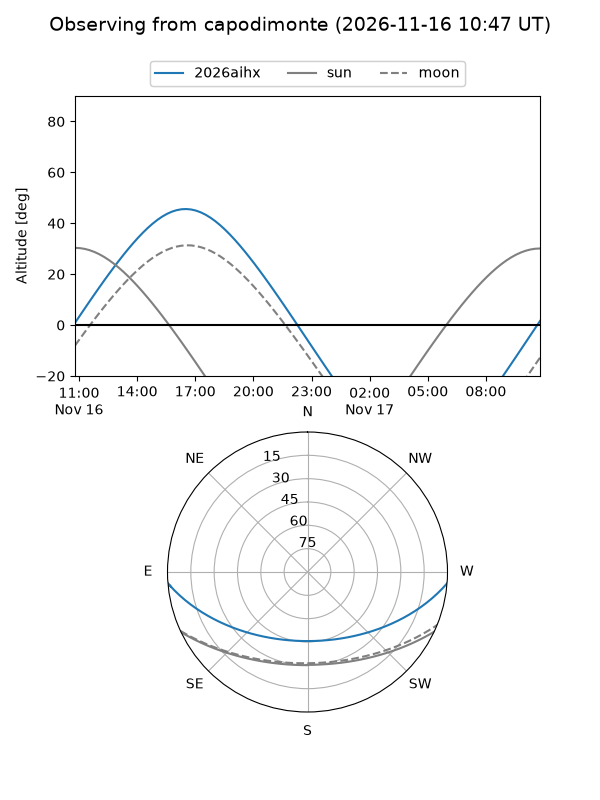 Observing from capodimonte (2026-11-16 10:47 UT)
2026aihx sun moon
80
60
40
20
0
−20
Altitude [deg]
11:00 14:00 17:00 20:00 23:00 02:00 05:00 08:00
Nov 16 Nov 17
N
NE NW
15
30
45
60
75
E W
SE SW
S